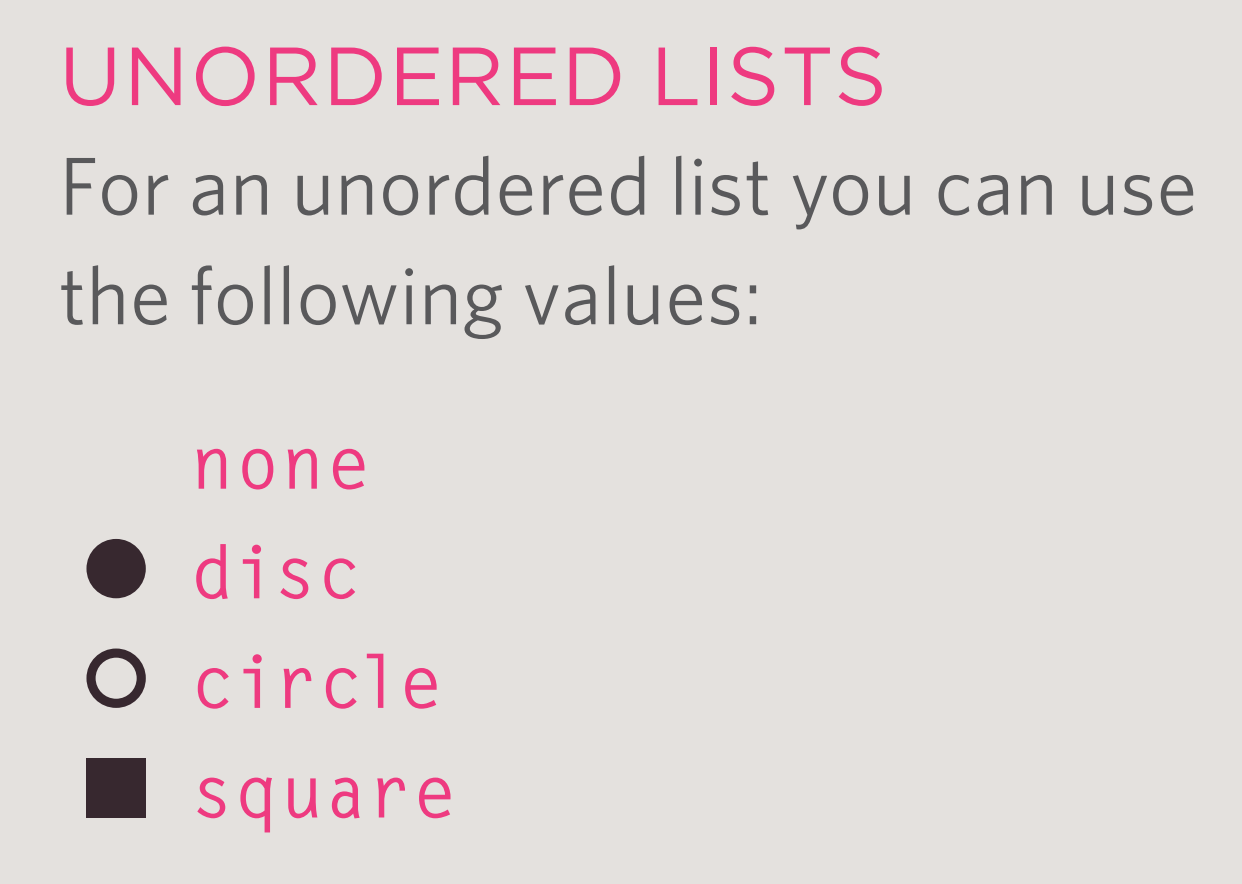 UNORDERED LISTS
For an unordered list you can use
the following values:
none
disc
circle
square